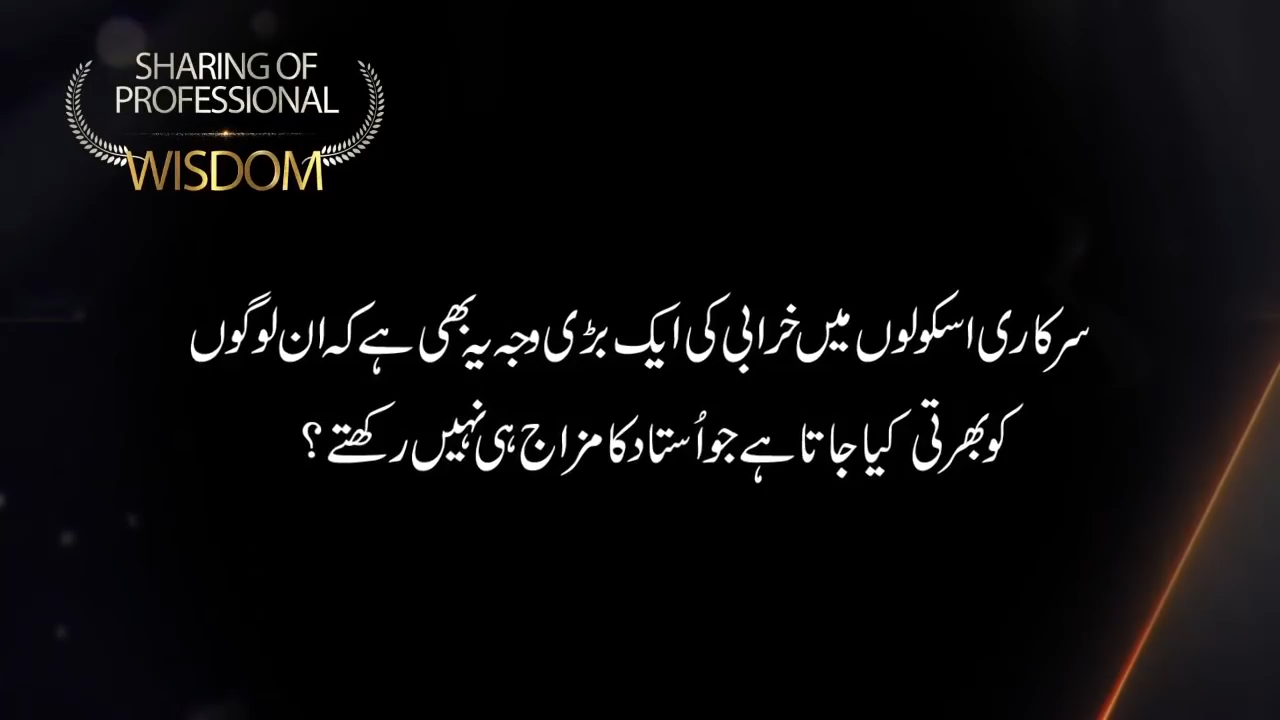 SHARING OF
PROFESSIONAL
WISDOM
سرکاری اسکولوں میں خرابی کی ایک بڑی وجہ یہ بھی ہے کہ ان لوگوں
کو بھرتی کیا جاتا ہے جو اُستاد کا مزاج ہی نہیں رکھتے ؟